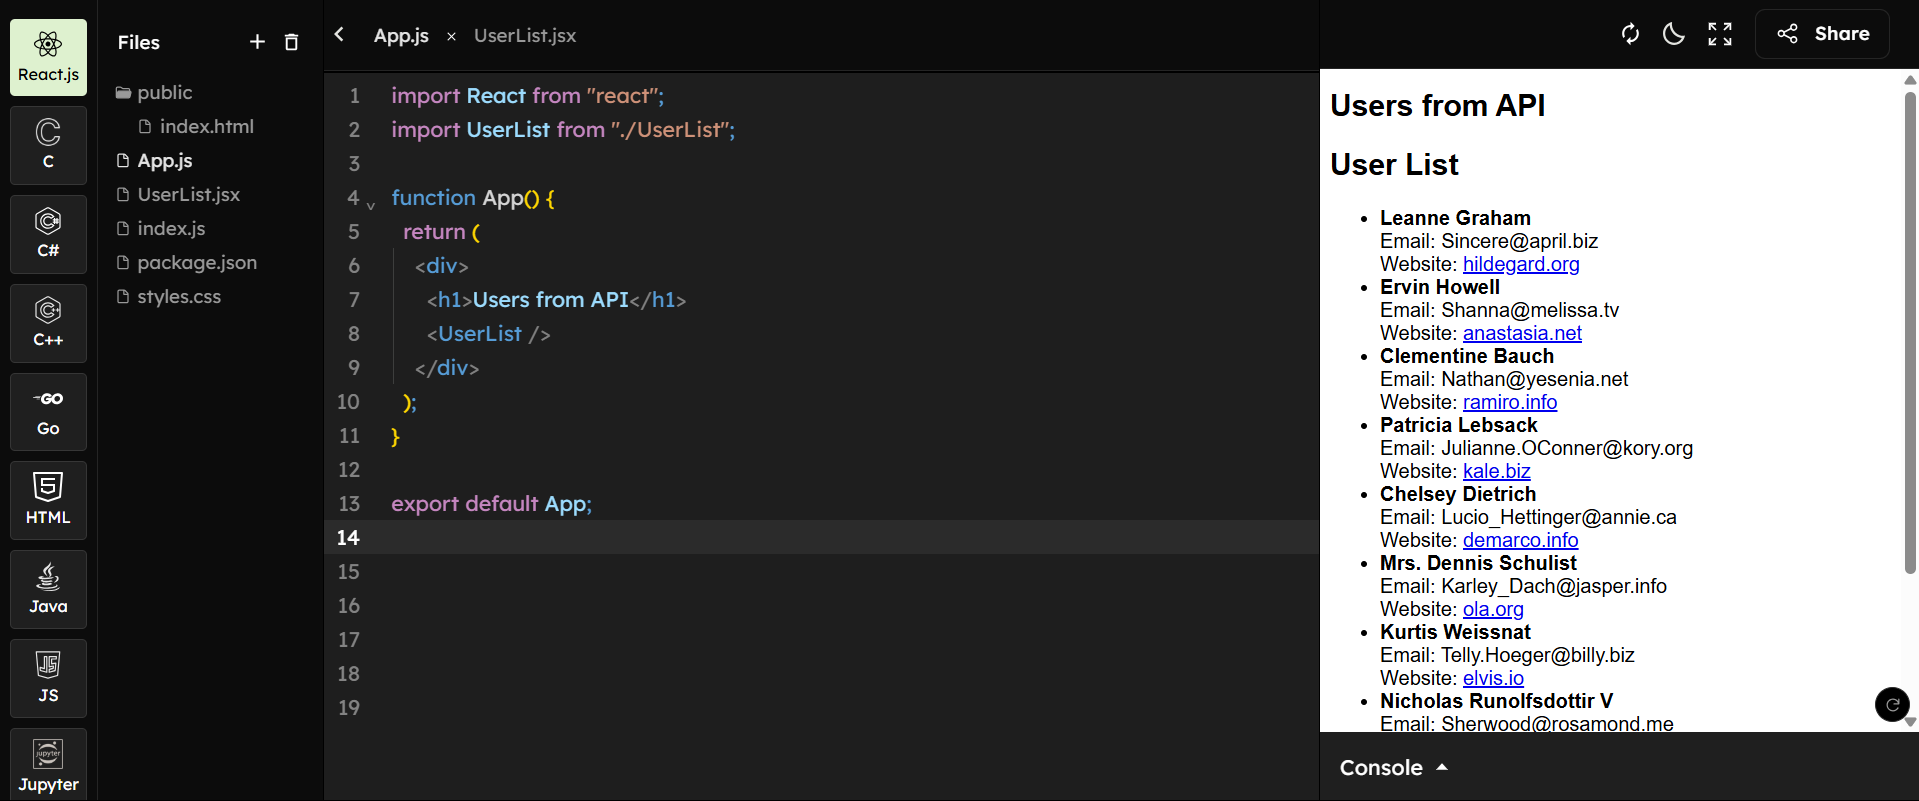 React.js
C
C#
C++
Go
HTML
Java
JS
Jupyter
Files
public
index.html
App.js
UserList.jsx
index.js
package.json
styles.css
App.js × UserList.jsx
1 import React from "react";
2 import UserList from "./UserList";
3
4 function App() {
5 return (
6 <div>
7 <h1>Users from API</h1>
8 <UserList />
9 </div>
10 );
11 }
12
13 export default App;
14
15
16
17
18
19
Share
Users from API
User List
• Leanne Graham
Email: Sincere@april.biz
Website: hildegard.org
• Ervin Howell
Email: Shanna@melissa.tv
Website: anastasia.net
• Clementine Bauch
Email: Nathan@yesenia.net
Website: ramiro.info
• Patricia Lebsack
Email: Julianne.OConner@kory.org
Website: kale.biz
• Chelsey Dietrich
Email: Lucio_Hettinger@annie.ca
Website: demarco.info
• Mrs. Dennis Schulist
Email: Karley_Dach@jasper.info
Website: ola.org
• Kurtis Weissnat
Email: Telly.Hoeger@billy.biz
Website: elvis.io
• Nicholas Runolfsdottir V
Email: Sherwood@rosamond.me
Console